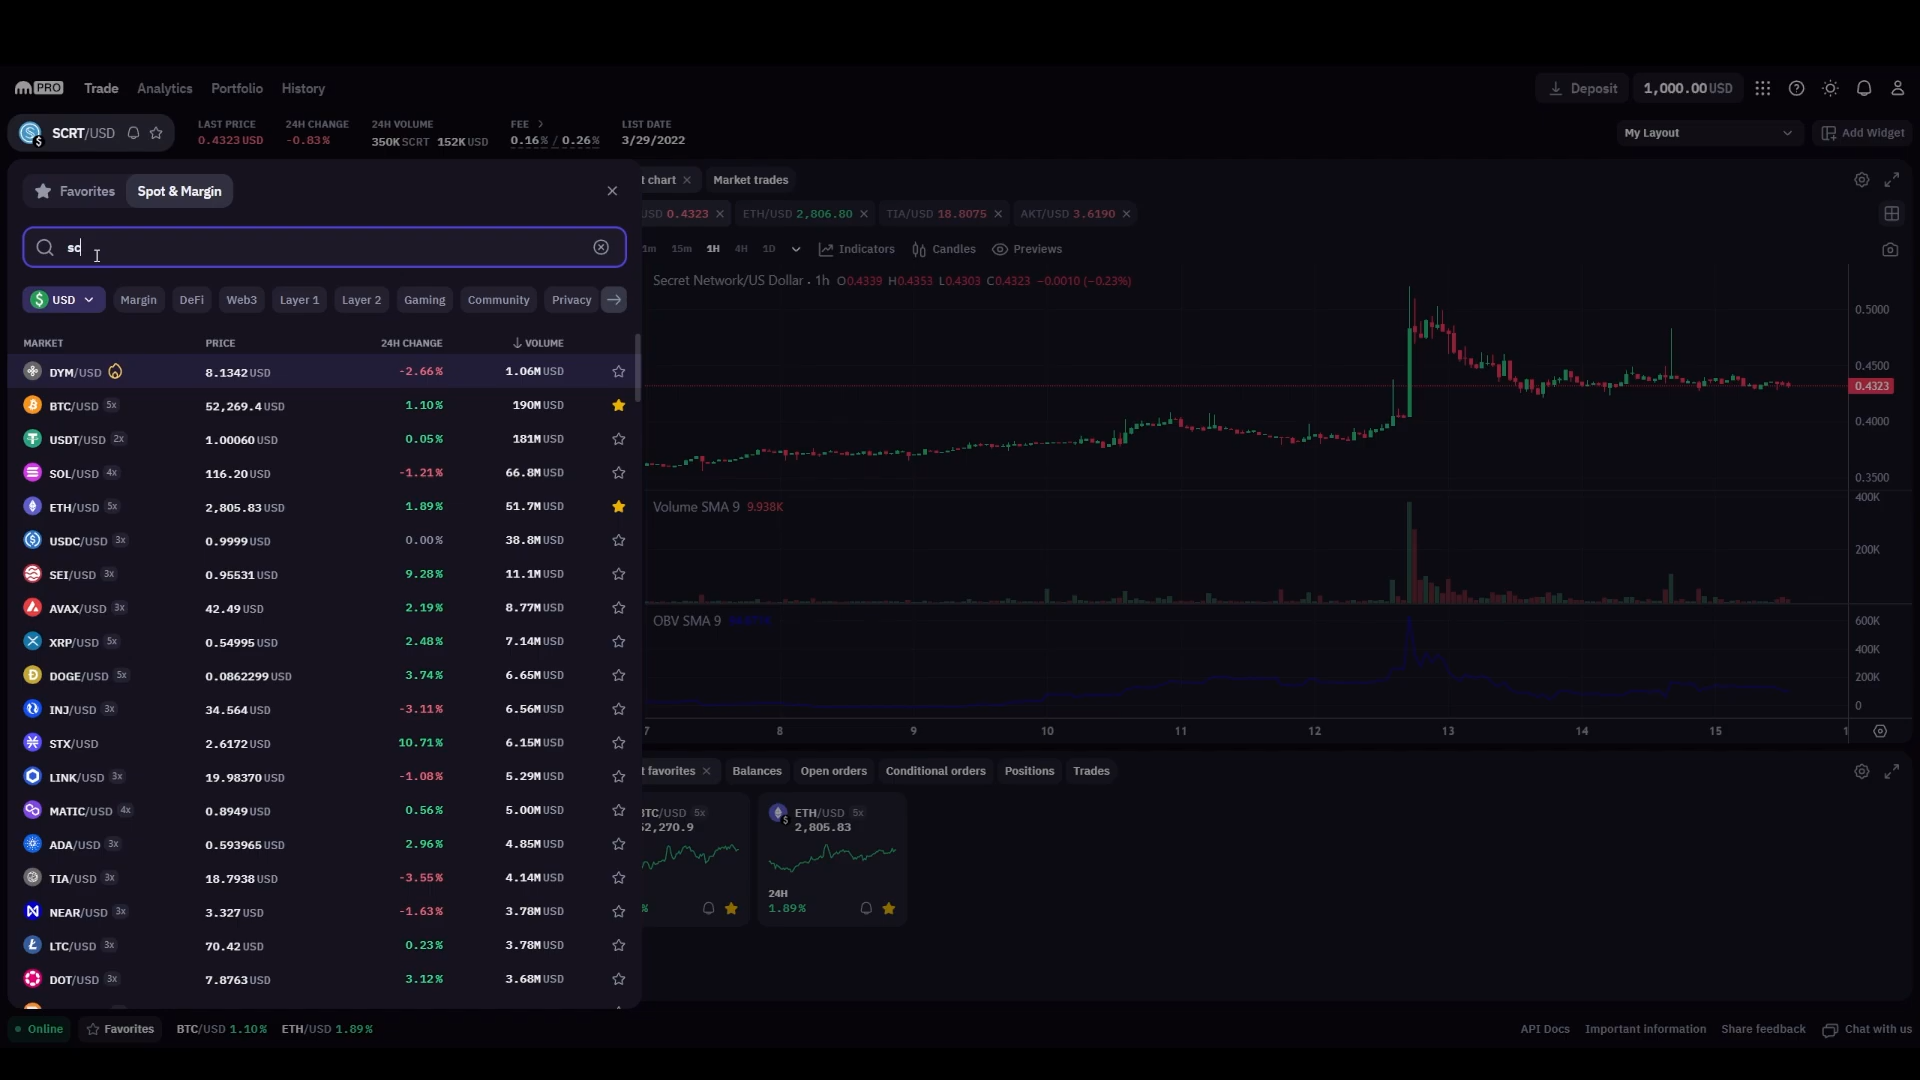 PRO Trade Analytics Portfolio History Deposit 1,000.00 USD
SCRT/USD
LAST PRICE 24H CHANGE 24H VOLUME FEE LIST DATE
0.4323 USD -0.83% 350K SCRT 152K USD 0.16% / 0.26% 3/29/2022
My Layout Add Widget
Favorites Spot & Margin
sc
USD Margin DeFi Web3 Layer 1 Layer 2 Gaming Community Privacy
MARKET PRICE 24H CHANGE VOLUME
DYM/USD 8.1342 USD -2.66% 1.06M USD
BTC/USD 5x 52,269.4 USD 1.10% 190M USD
USDT/USD 2x 1.00060 USD 0.05% 181M USD
SOL/USD 4x 116.20 USD -1.21% 66.8M USD
ETH/USD 5x 2,805.83 USD 1.89% 51.7M USD
USDC/USD 3x 0.9999 USD 0.00% 38.8M USD
SEI/USD 3x 0.95531 USD 9.28% 11.1M USD
AVAX/USD 3x 42.49 USD 2.19% 8.77M USD
XRP/USD 5x 0.54995 USD 2.48% 7.14M USD
DOGE/USD 5x 0.0862299 USD 3.74% 6.65M USD
INJ/USD 3x 34.564 USD -3.11% 6.56M USD
STX/USD 2.6172 USD 10.71% 6.15M USD
LINK/USD 3x 19.98370 USD -1.08% 5.29M USD
MATIC/USD 4x 0.8949 USD 0.56% 5.00M USD
ADA/USD 3x 0.593965 USD 2.96% 4.85M USD
TIA/USD 3x 18.7938 USD -3.55% 4.14M USD
NEAR/USD 3x 3.327 USD -1.63% 3.78M USD
LTC/USD 3x 70.42 USD 0.23% 3.78M USD
DOT/USD 3x 7.8763 USD 3.12% 3.68M USD
t chart Market trades
USD 0.4323 ETH/USD 2,806.80 TIA/USD 18.8075 AKT/USD 3.6190
1m 15m 1H 4H 1D Indicators Candles Previews
Secret Network/US Dollar · 1h O0.4339 H0.4353 L0.4303 C0.4323 −0.0010 (−0.23%)
0.5000
0.4500
0.4323
0.4000
0.3500
Volume SMA 9 9.938K
400K
200K
OBV SMA 9
600K
400K
200K
0
7 8 9 10 11 12 13 14 15 1
t favorites Balances Open orders Conditional orders Positions Trades
BTC/USD 5x
52,270.9
%
ETH/USD 5x
2,805.83
24H
1.89%
Online Favorites BTC/USD 1.10% ETH/USD 1.89% API Docs Important information Share feedback Chat with us